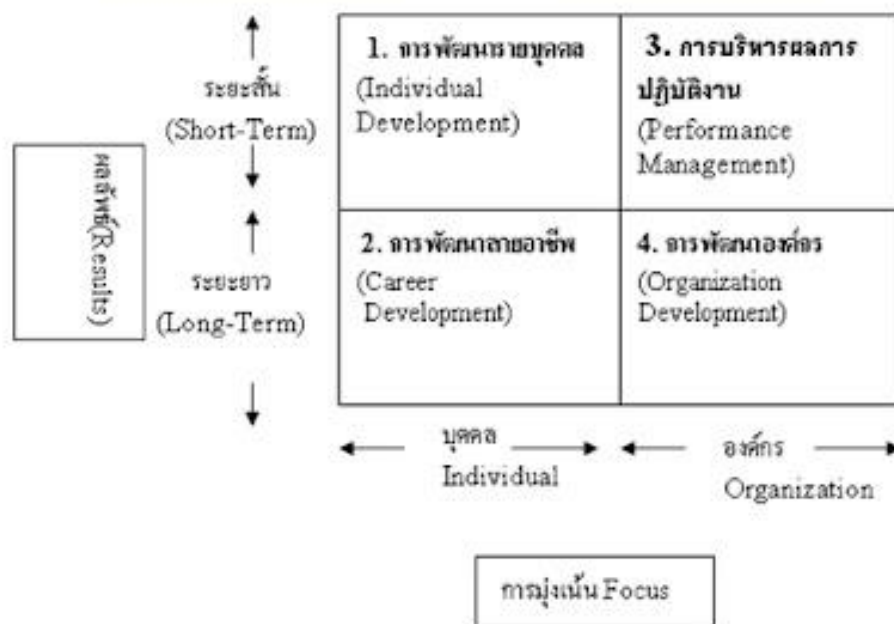 ผลลัพธ์(Results)
ระยะสั้น
(Short-Term)
1. การพัฒนารายบุคคล
(Individual
Development)
3. การบริหารผลการ
ปฏิบัติงาน
(Performance
Management)
ระยะยาว
(Long-Term)
2. การพัฒนาสายอาชีพ
(Career
Development)
4. การพัฒนาองค์กร
(Organization
Development)
บุคคล
Individual
องค์กร
Organization
การมุ่งเน้น Focus